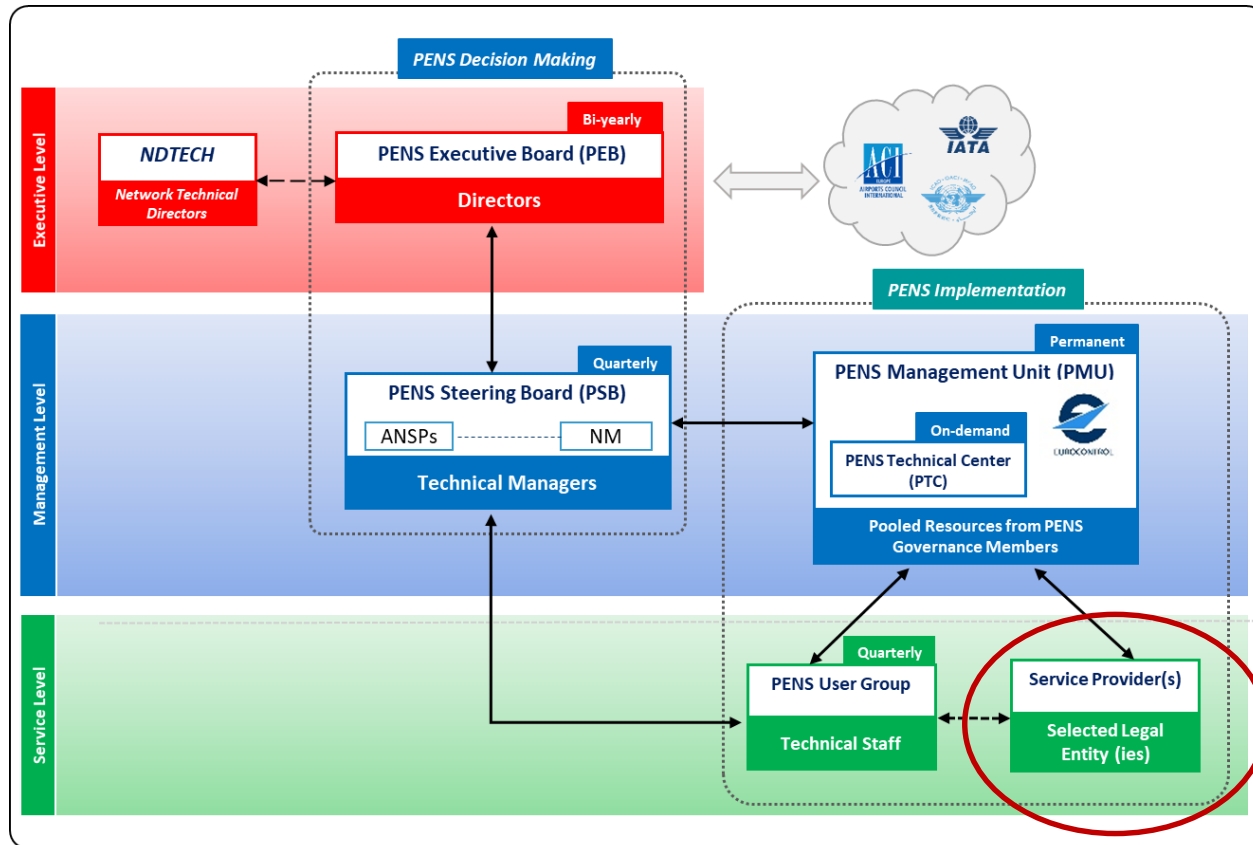 PENS Decision Making
Executive Level
NDTECH
Network Technical
Directors
Bi-yearly
PENS Executive Board (PEB)
Directors
ACI
EUROPE
AIRPORTS COUNCIL
INTERNATIONAL
IATA
PENS Implementation
Management Level
Quarterly
PENS Steering Board (PSB)
ANSPs
NM
Technical Managers
Permanent
PENS Management Unit (PMU)
On-demand
PENS Technical Center
(PTC)
EUROCONTROL
Pooled Resources from PENS
Governance Members
Service Level
Quarterly
PENS User Group
Technical Staff
Service Provider(s)
Selected Legal
Entity (ies)